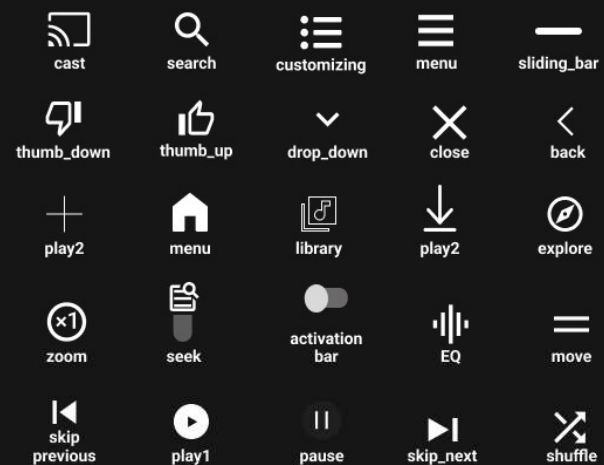 cast
search
customizing
menu
sliding_bar
thumb_down
thumb_up
drop_down
close
back
play2
menu
library
play2
explore
×1
zoom
seek
activation
bar
EQ
move
skip
previous
play1
pause
skip_next
shuffle